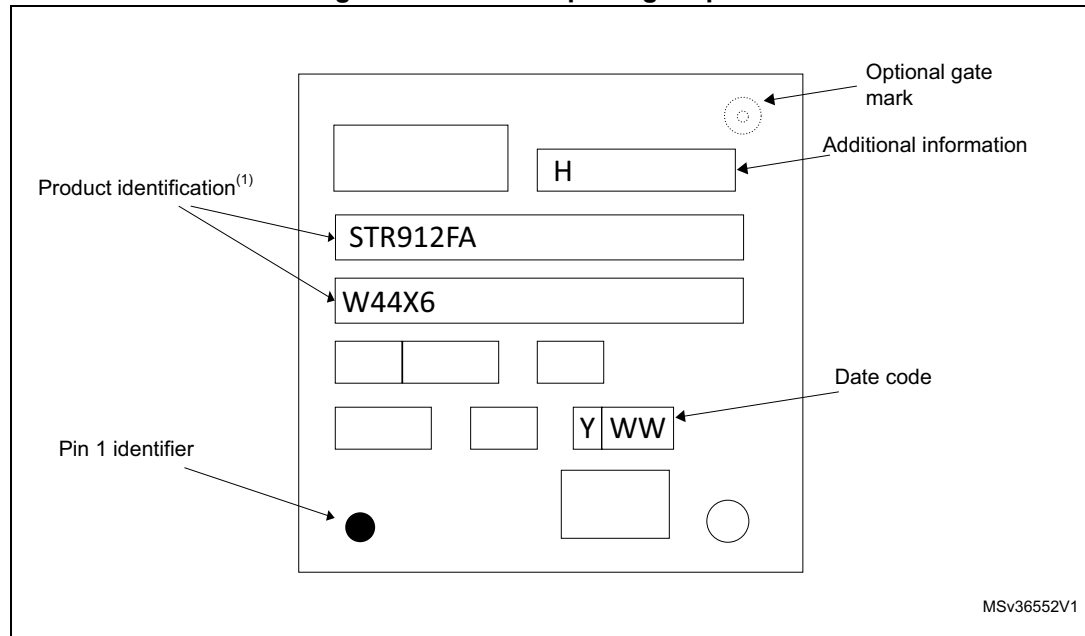 Optional gate
mark
Additional information
H
Product identification(1)
STR912FA
W44X6
Date code
Y WW
Pin 1 identifier
MSv36552V1